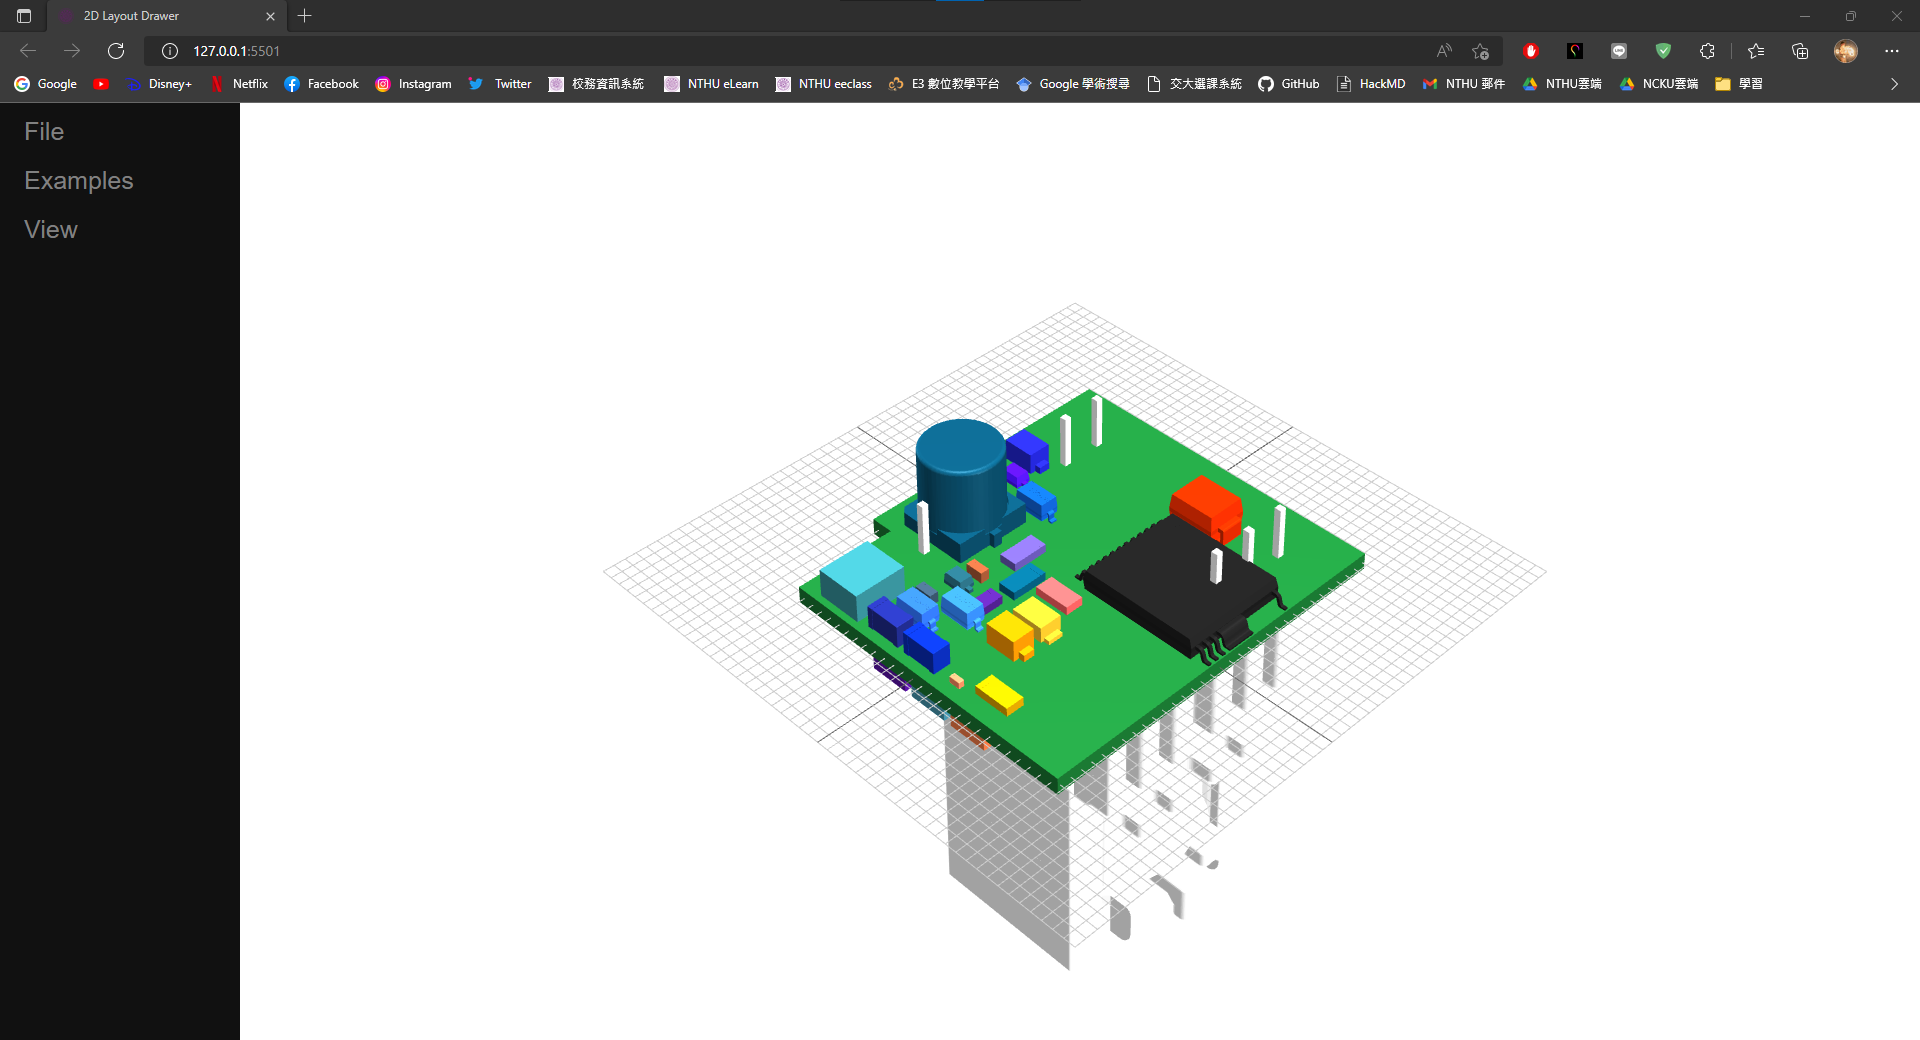 2D Layout Drawer
127.0.0.1:5501
Google Disney+ Netflix Facebook Instagram Twitter 校務資訊系統 NTHU eLearn NTHU eeclass E3 數位教學平台 Google 學術搜尋 交大選課系統 GitHub HackMD NTHU 郵件 NTHU雲端 NCKU雲端 學習
File
Examples
View